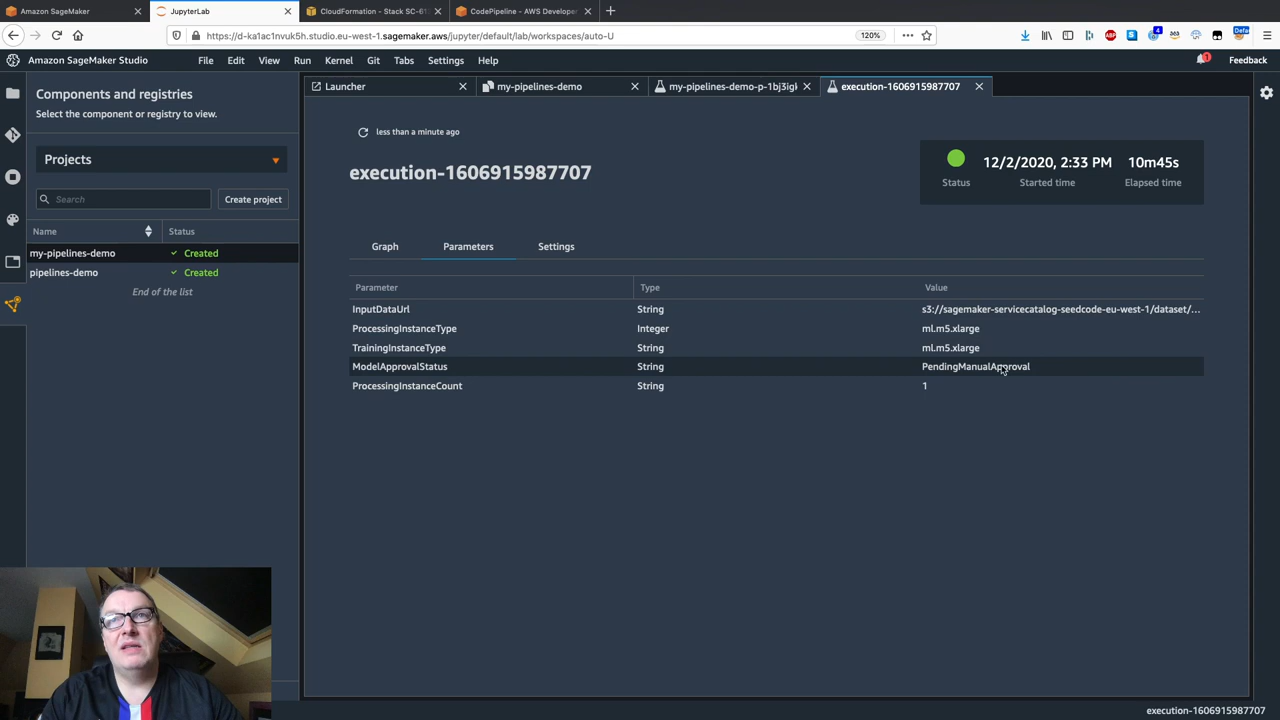 Amazon SageMaker
JupyterLab
CloudFormation - Stack SC-61
CodePipeline - AWS Developer
https://d-ka1ac1nvuk5h.studio.eu-west-1.sagemaker.aws/jupyter/default/lab/workspaces/auto-U
120%
4
Defa
Amazon SageMaker Studio
File Edit View Run Kernel Git Tabs Settings Help
1
Feedback
Components and registries
Select the component or registry to view.
Projects
Search
Create project
Name Status
my-pipelines-demo Created
pipelines-demo Created
End of the list
Launcher
my-pipelines-demo
my-pipelines-demo-p-1bj3igk
execution-1606915987707
less than a minute ago
execution-1606915987707
12/2/2020, 2:33 PM 10m45s
Status Started time Elapsed time
Graph Parameters Settings
Parameter Type Value
InputDataUrl String s3://sagemaker-servicecatalog-seedcode-eu-west-1/dataset/...
ProcessingInstanceType Integer ml.m5.xlarge
TrainingInstanceType String ml.m5.xlarge
ModelApprovalStatus String PendingManualApproval
ProcessingInstanceCount String 1
execution-1606915987707